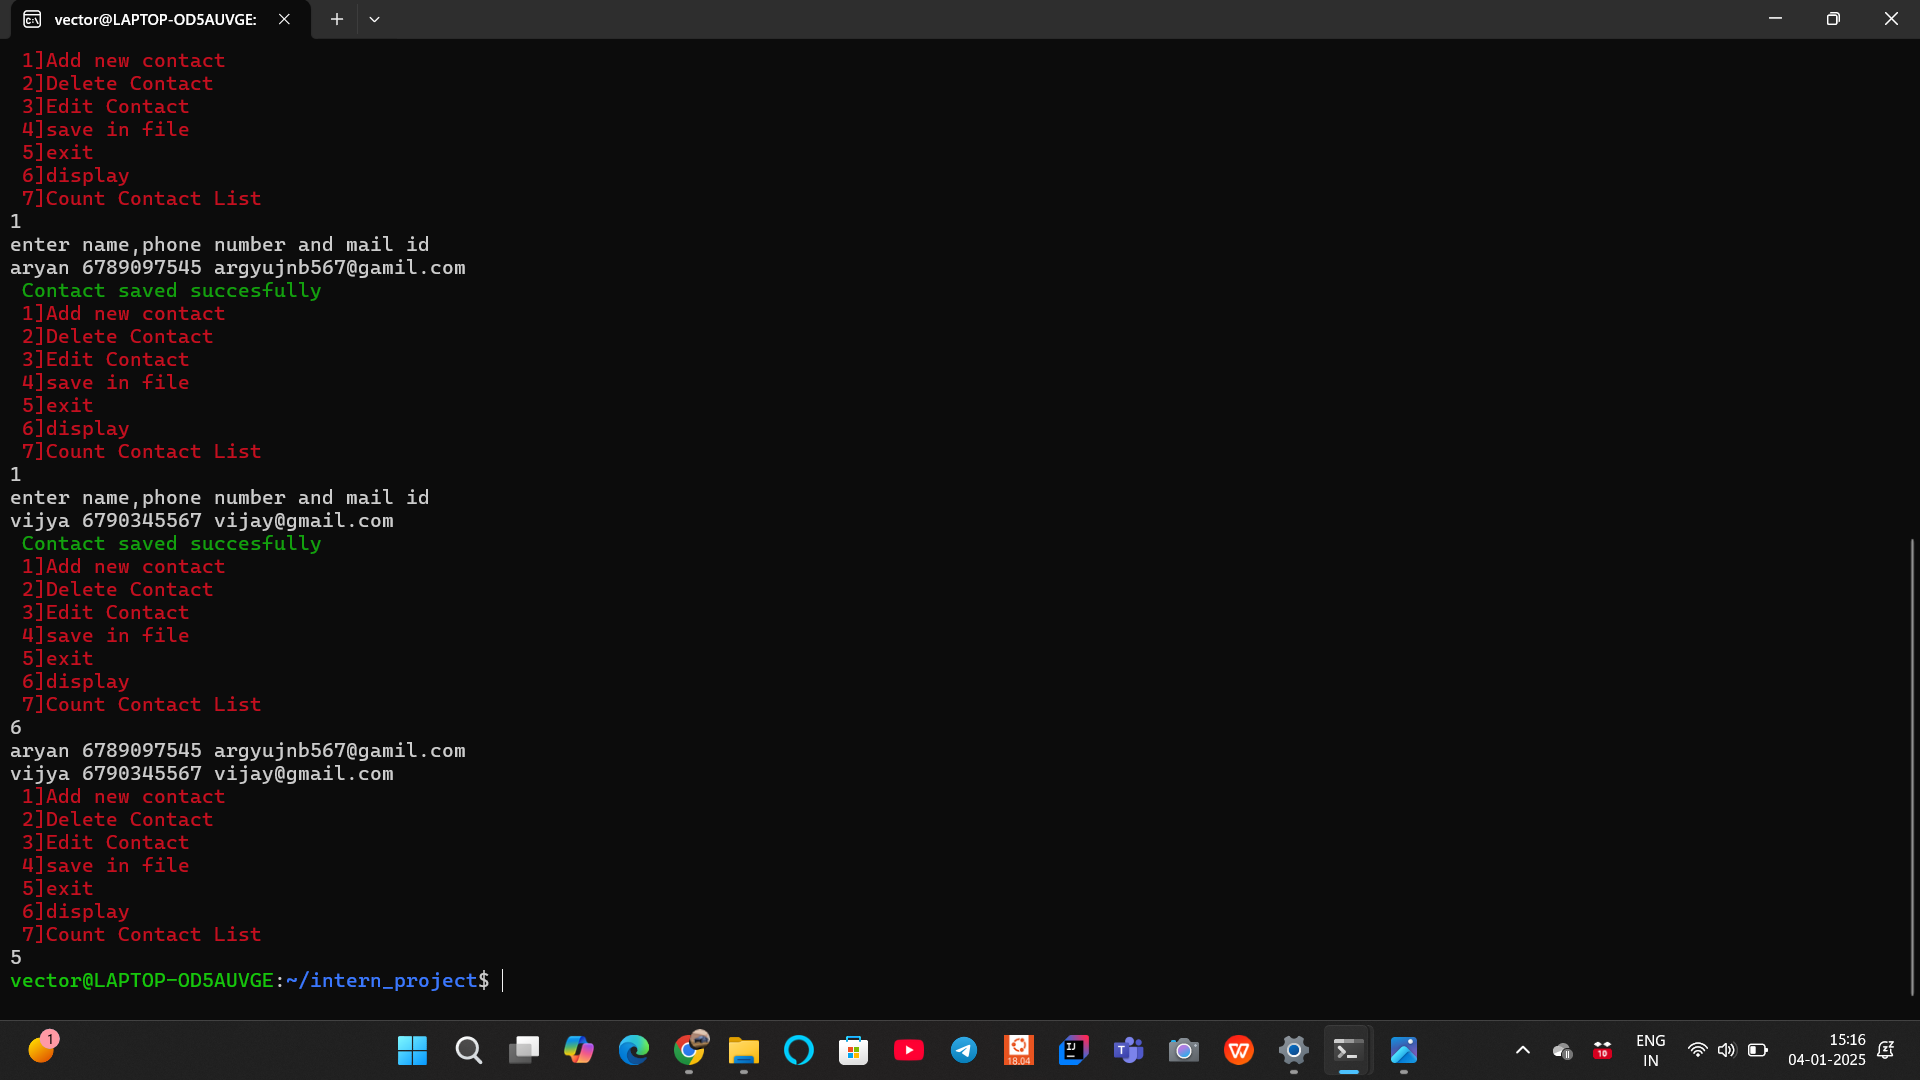 vector@LAPTOP-OD5AUVGE:
1]Add new contact
2]Delete Contact
3]Edit Contact
4]save in file
5]exit
6]display
7]Count Contact List
1
enter name,phone number and mail id
aryan 6789097545 argyujnb567@gamil.com
Contact saved succesfully
1]Add new contact
2]Delete Contact
3]Edit Contact
4]save in file
5]exit
6]display
7]Count Contact List
1
enter name,phone number and mail id
vijya 6790345567 vijay@gmail.com
Contact saved succesfully
1]Add new contact
2]Delete Contact
3]Edit Contact
4]save in file
5]exit
6]display
7]Count Contact List
6
aryan 6789097545 argyujnb567@gamil.com
vijya 6790345567 vijay@gmail.com
1]Add new contact
2]Delete Contact
3]Edit Contact
4]save in file
5]exit
6]display
7]Count Contact List
5
vector@LAPTOP-OD5AUVGE:~/intern_project$
1
18.04
IJ
T
W
10
ENG
IN
15:16
04-01-2025